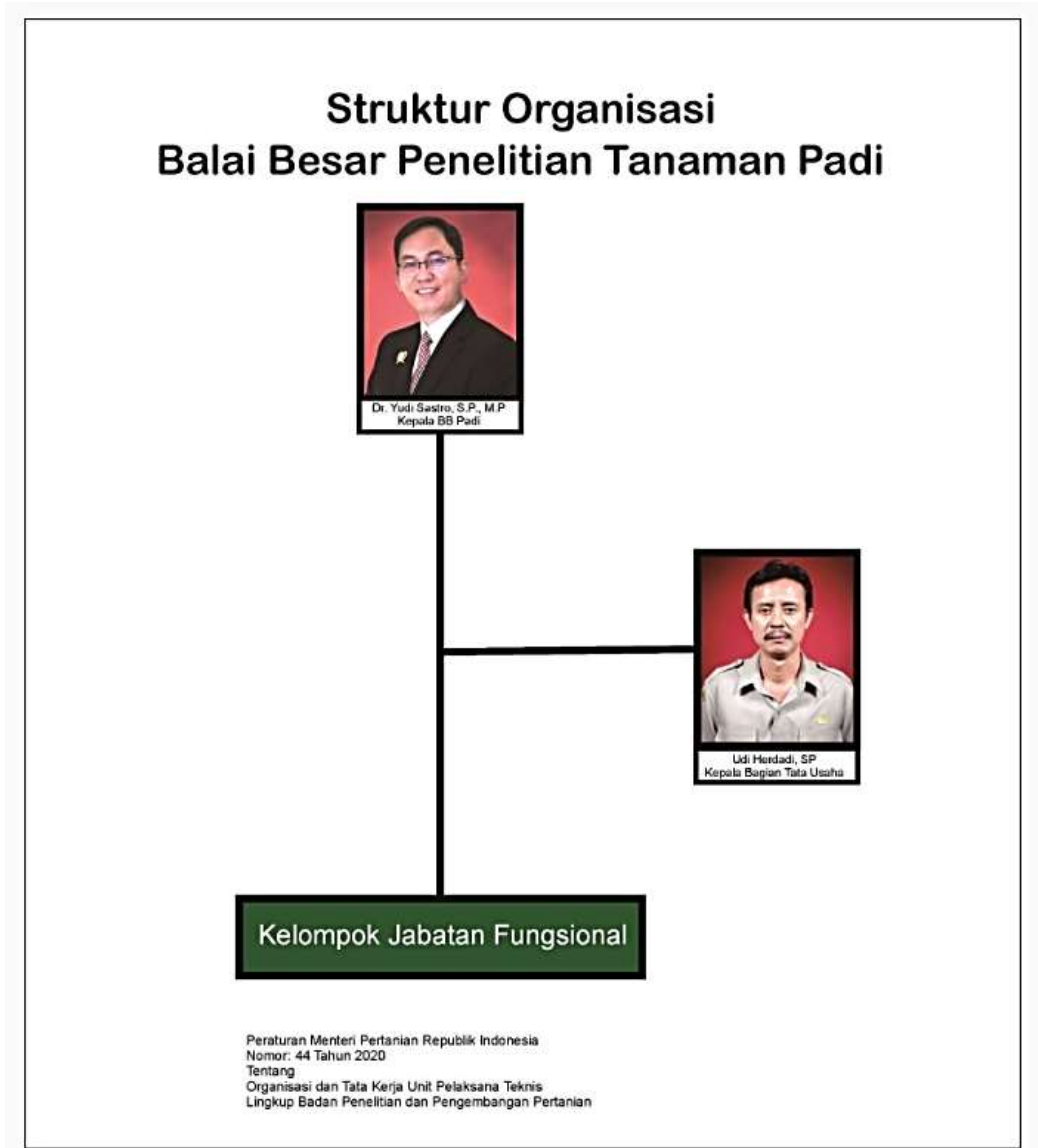 Struktur Organisasi
Balai Besar Penelitian Tanaman Padi
Dr. Yudi Sastro, S.P., M.P
Kepala BB Padi
Udi Herdadi, SP
Kepala Bagian Tata Usaha
Kelompok Jabatan Fungsional
Peraturan Menteri Pertanian Republik Indonesia
Nomor: 44 Tahun 2020
Tentang
Organisasi dan Tata Kerja Unit Pelaksana Teknis
Lingkup Badan Penelitian dan Pengembangan Pertanian